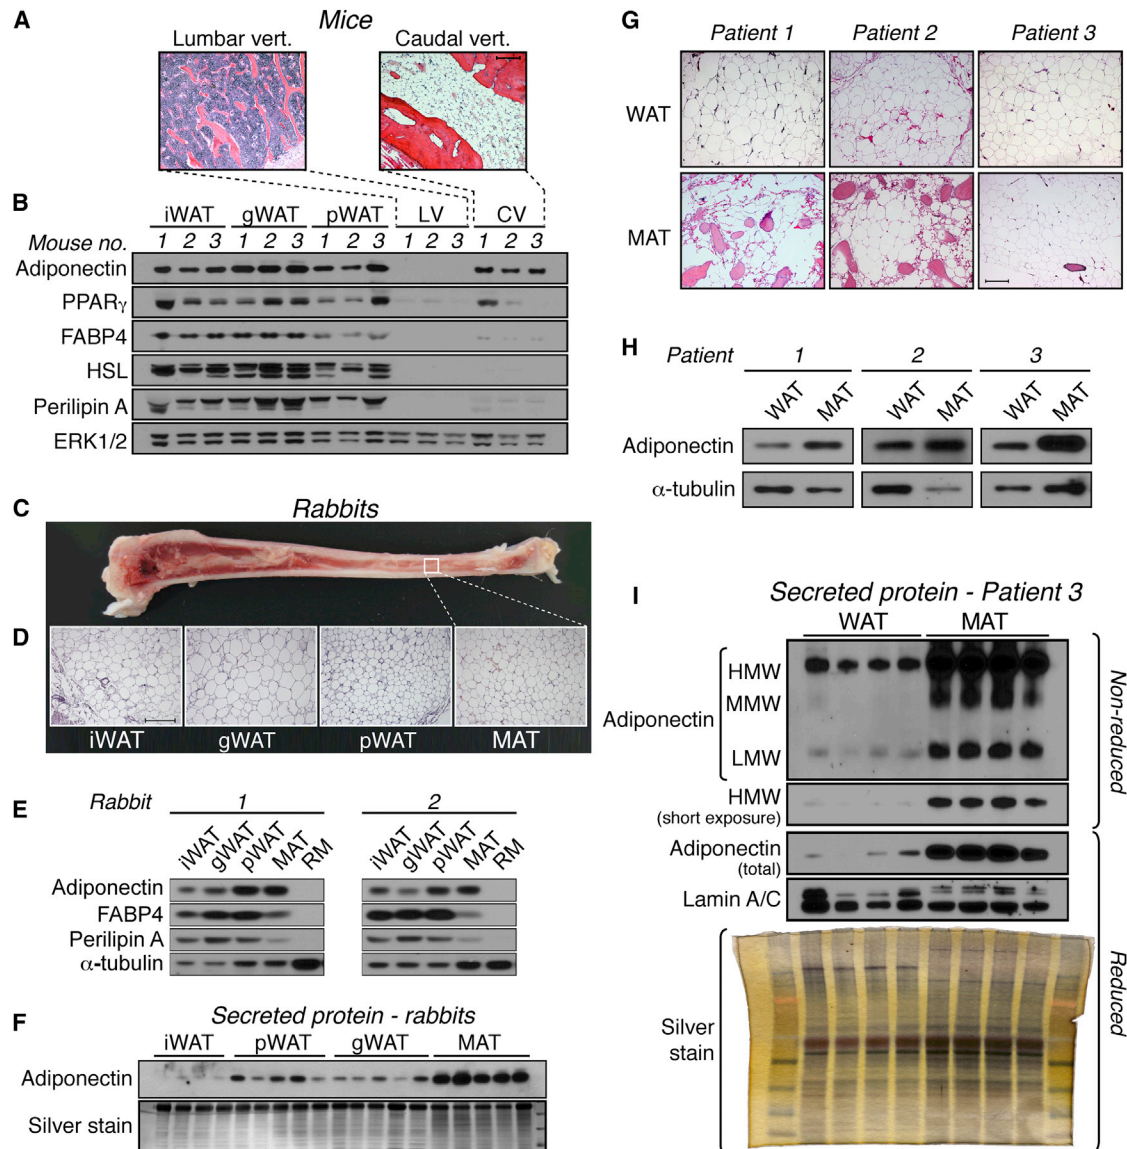 A
Mice
Lumbar vert.
Caudal vert.
B
iWAT gWAT pWAT LV CV
Mouse no. 1 2 3 1 2 3 1 2 3 1 2 3 1 2 3
Adiponectin
PPARγ
FABP4
HSL
Perilipin A
ERK1/2
C
Rabbits
D
iWAT gWAT pWAT MAT
E
Rabbit 1 2
iWAT gWAT pWAT MAT RM iWAT gWAT pWAT MAT RM
Adiponectin
FABP4
Perilipin A
α-tubulin
F
Secreted protein - rabbits
iWAT pWAT gWAT MAT
Adiponectin
Silver stain
G
Patient 1 Patient 2 Patient 3
WAT
MAT
H
Patient 1 2 3
WAT MAT WAT MAT WAT MAT
Adiponectin
α-tubulin
I
Secreted protein - Patient 3
WAT MAT
Adiponectin
HMW
MMW
LMW
HMW
(short exposure)
Non-reduced
Adiponectin
(total)
Lamin A/C
Silver
stain
Reduced